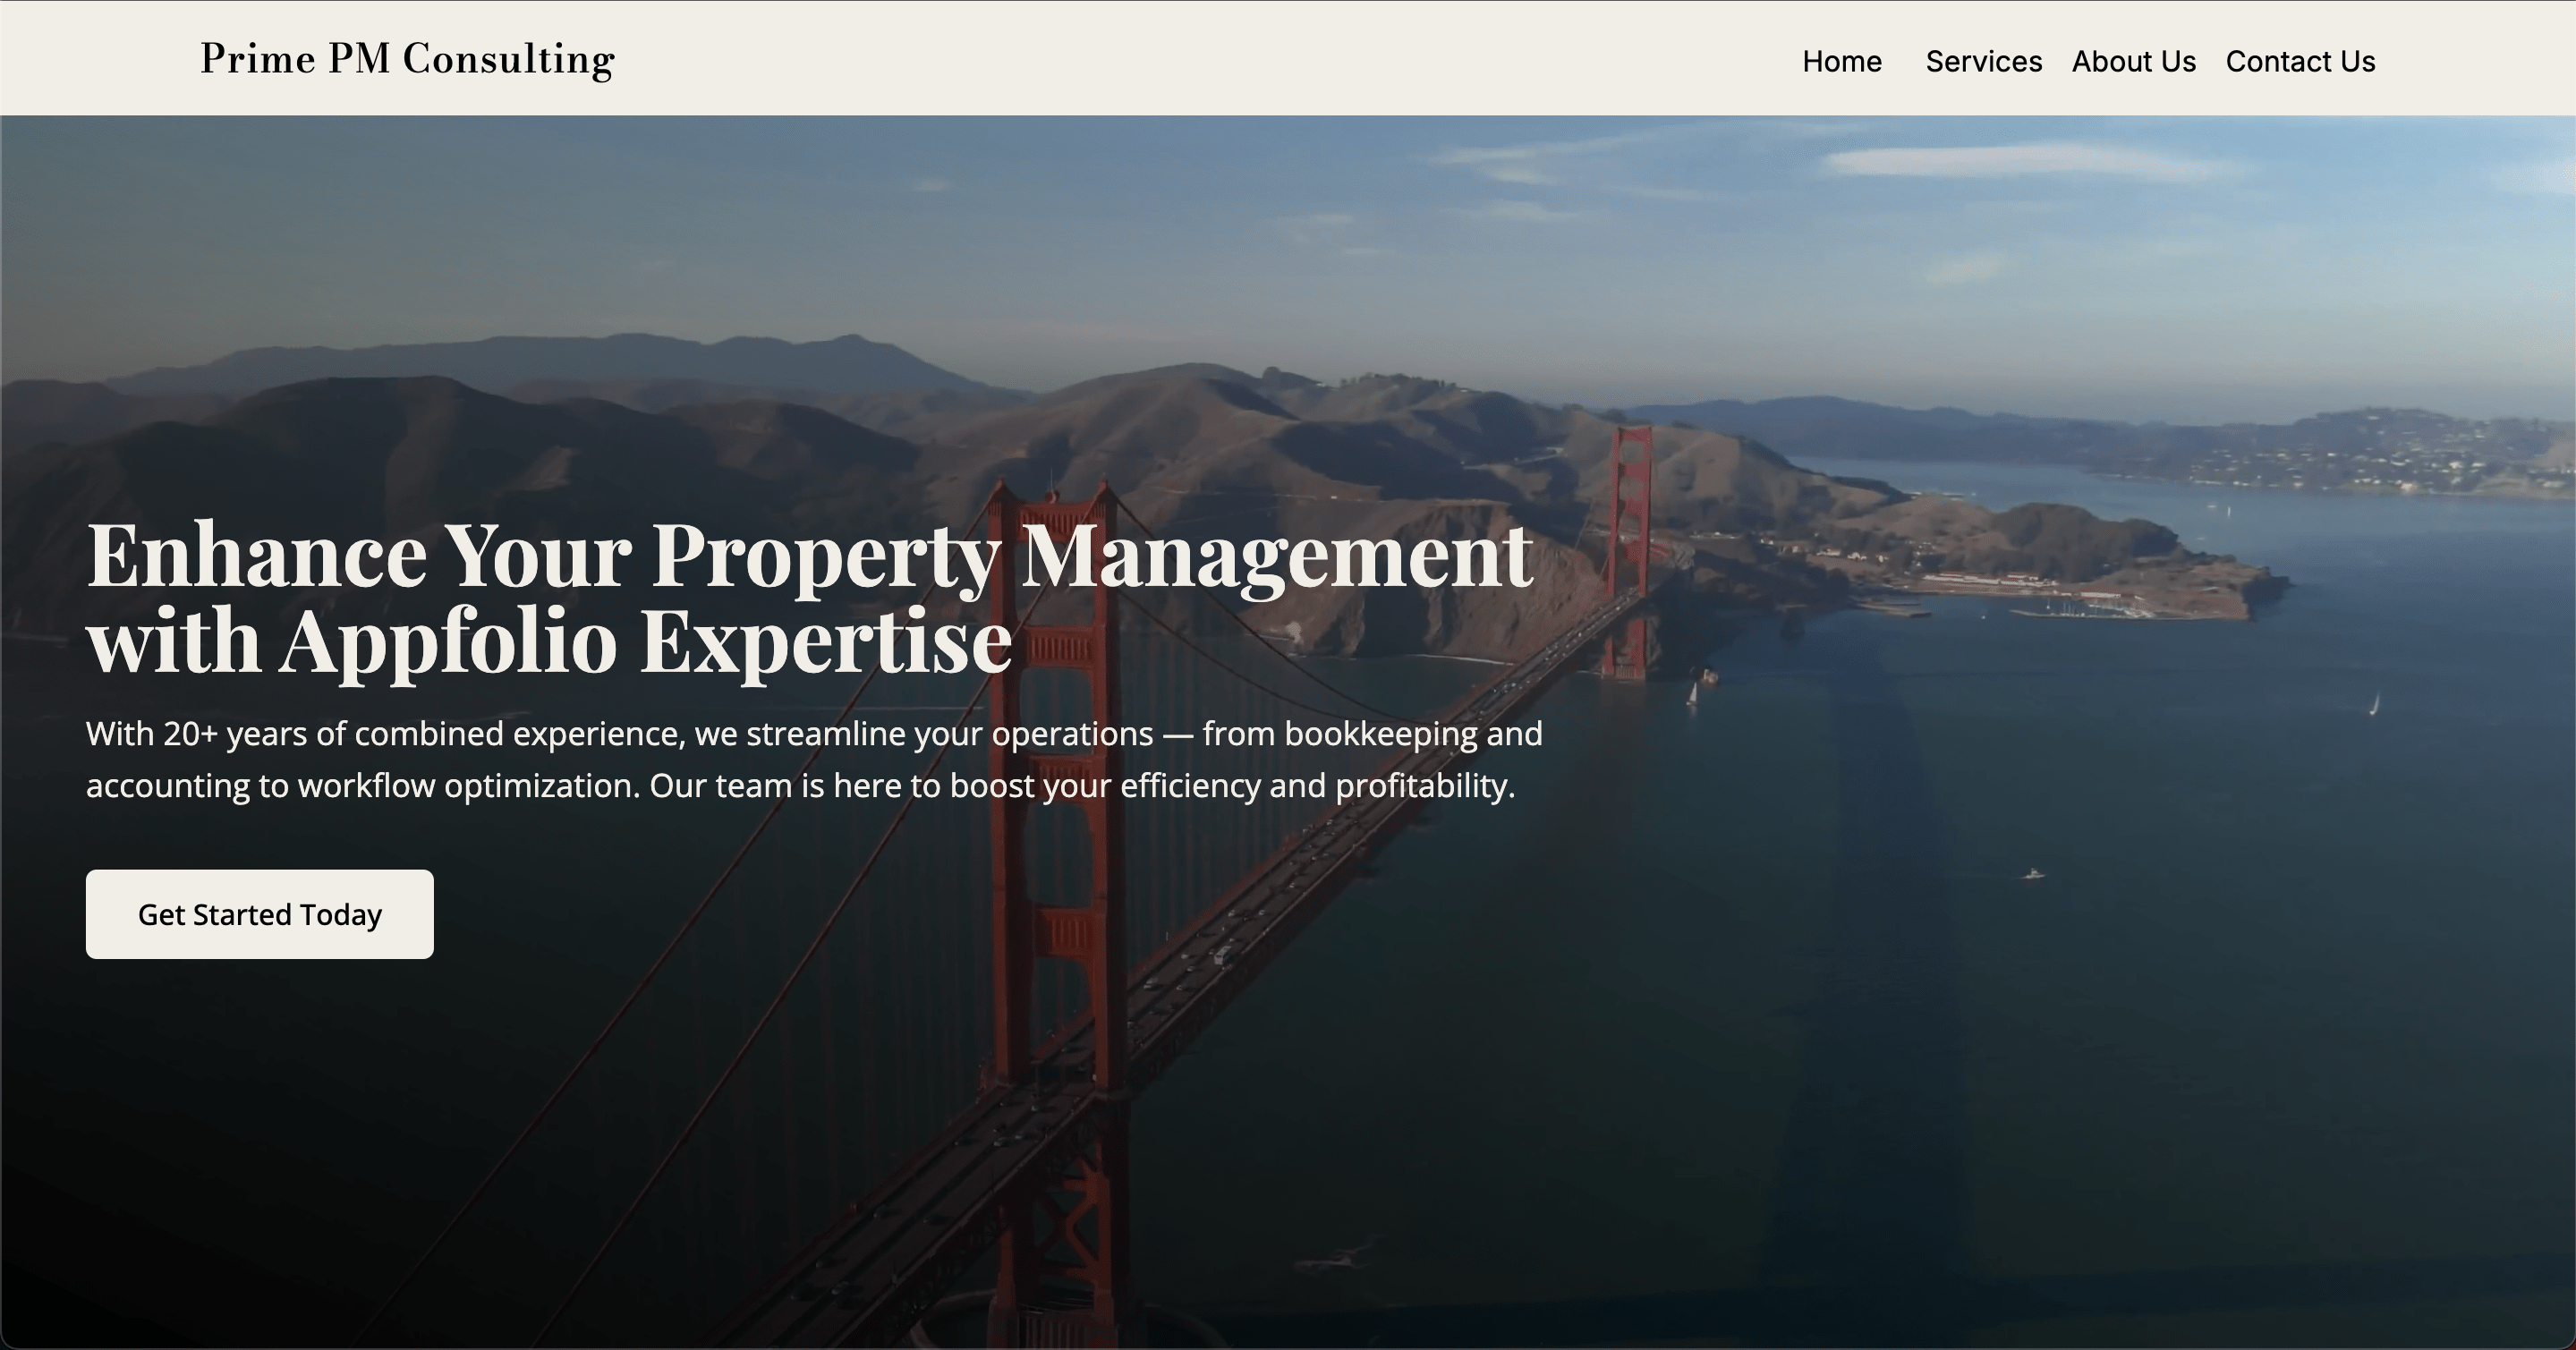 Prime PM Consulting
Home Services About Us Contact Us
Enhance Your Property Management
with Appfolio Expertise
With 20+ years of combined experience, we streamline your operations — from bookkeeping and
accounting to workflow optimization. Our team is here to boost your efficiency and profitability.
Get Started Today